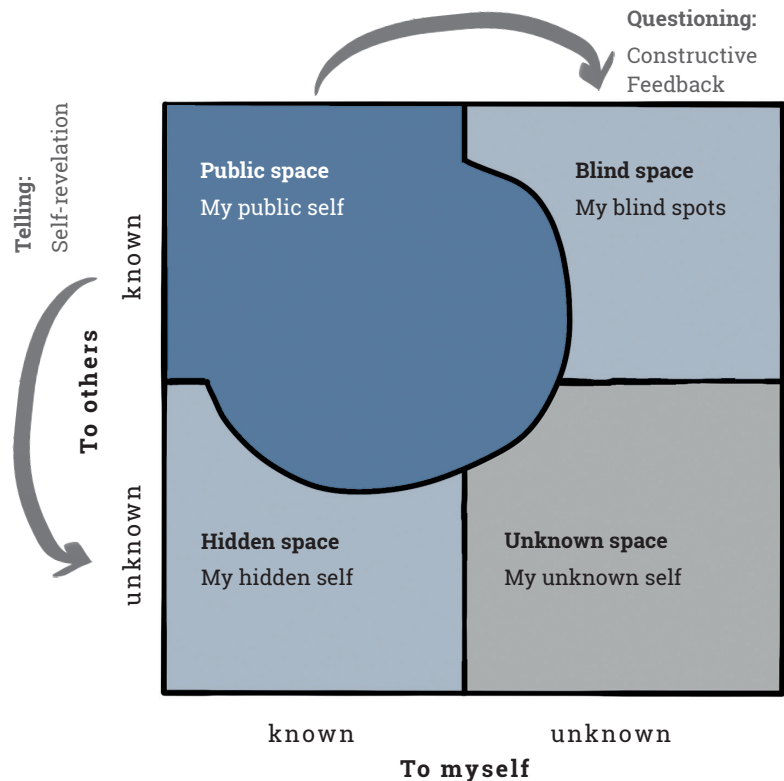 Questioning:
Constructive
Feedback
Telling:
Self-revelation
Public space
My public self
Blind space
My blind spots
known
To others
unknown
Hidden space
My hidden self
Unknown space
My unknown self
known
unknown
To myself